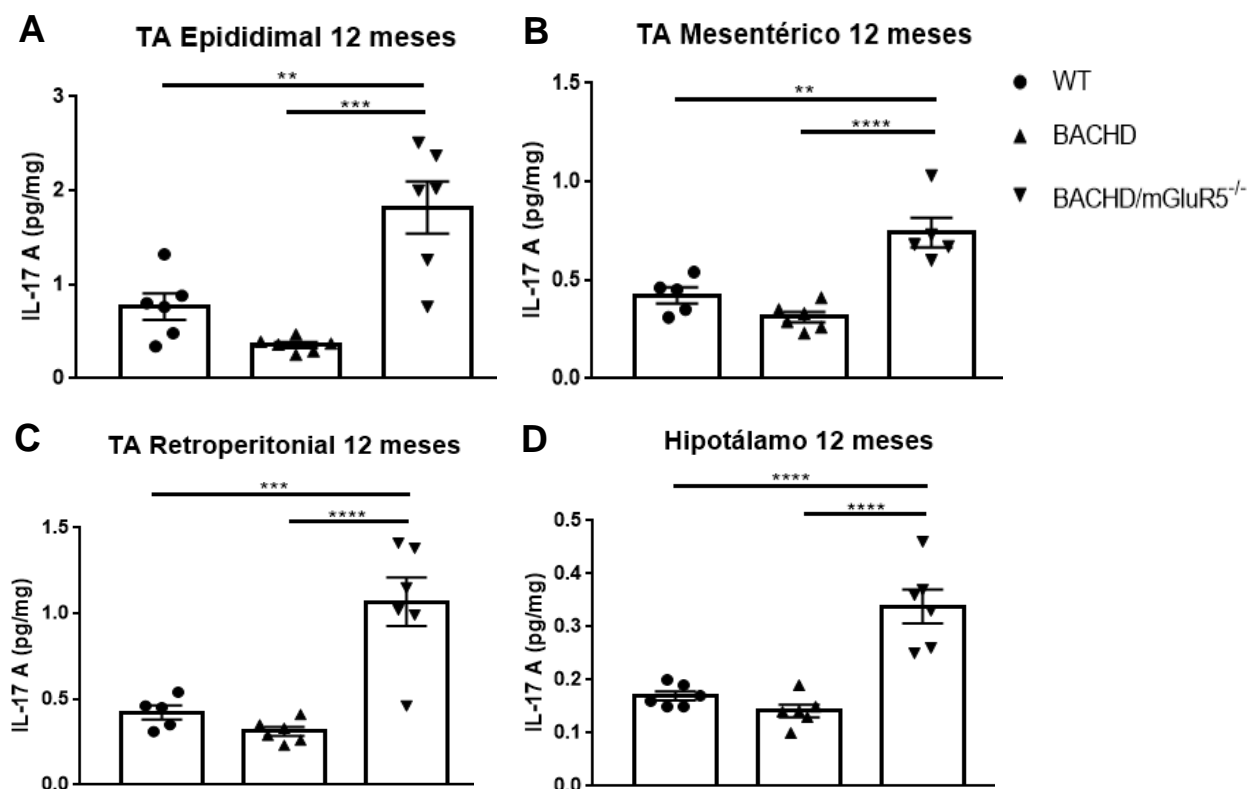 A
TA Epididimal 12 meses
**
***
IL-17 A (pg/mg)
3
2
1
0
B
TA Mesentérico 12 meses
**
****
IL-17 A (pg/mg)
1.5
1.0
0.5
0.0
WT
BACHD
BACHD/mGluR5-/-
C
TA Retroperitonial 12 meses
***
****
IL-17 A (pg/mg)
1.5
1.0
0.5
0.0
D
Hipotálamo 12 meses
****
****
IL-17 A (pg/mg)
0.5
0.4
0.3
0.2
0.1
0.0